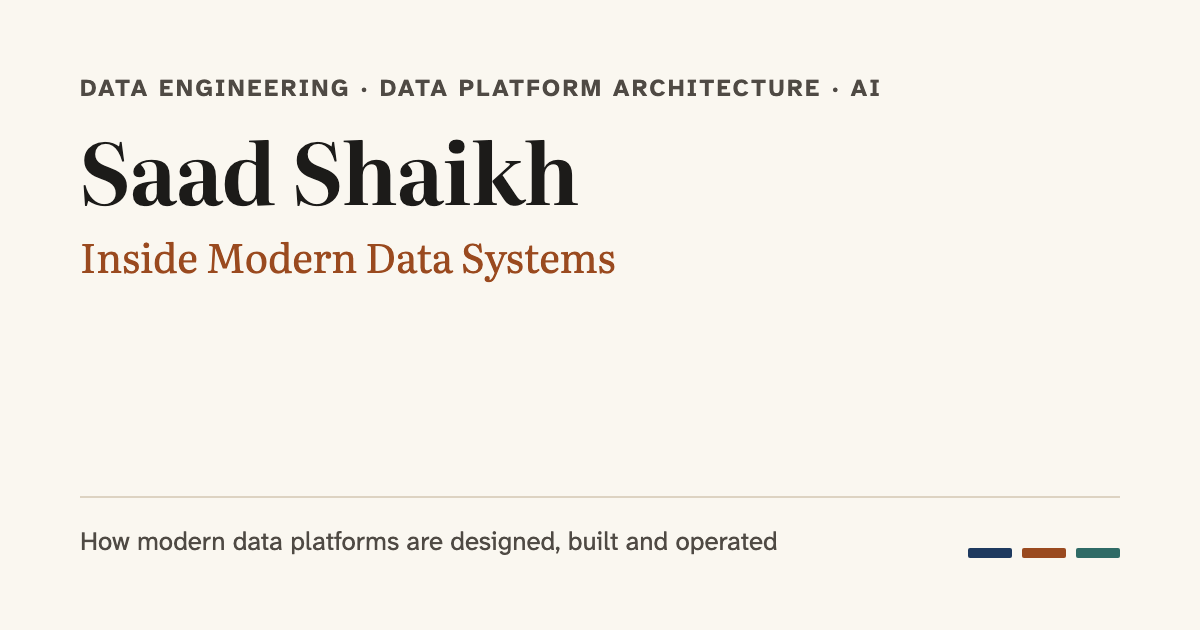 DATA ENGINEERING · DATA PLATFORM ARCHITECTURE · AI
Saad Shaikh
Inside Modern Data Systems
How modern data platforms are designed, built and operated